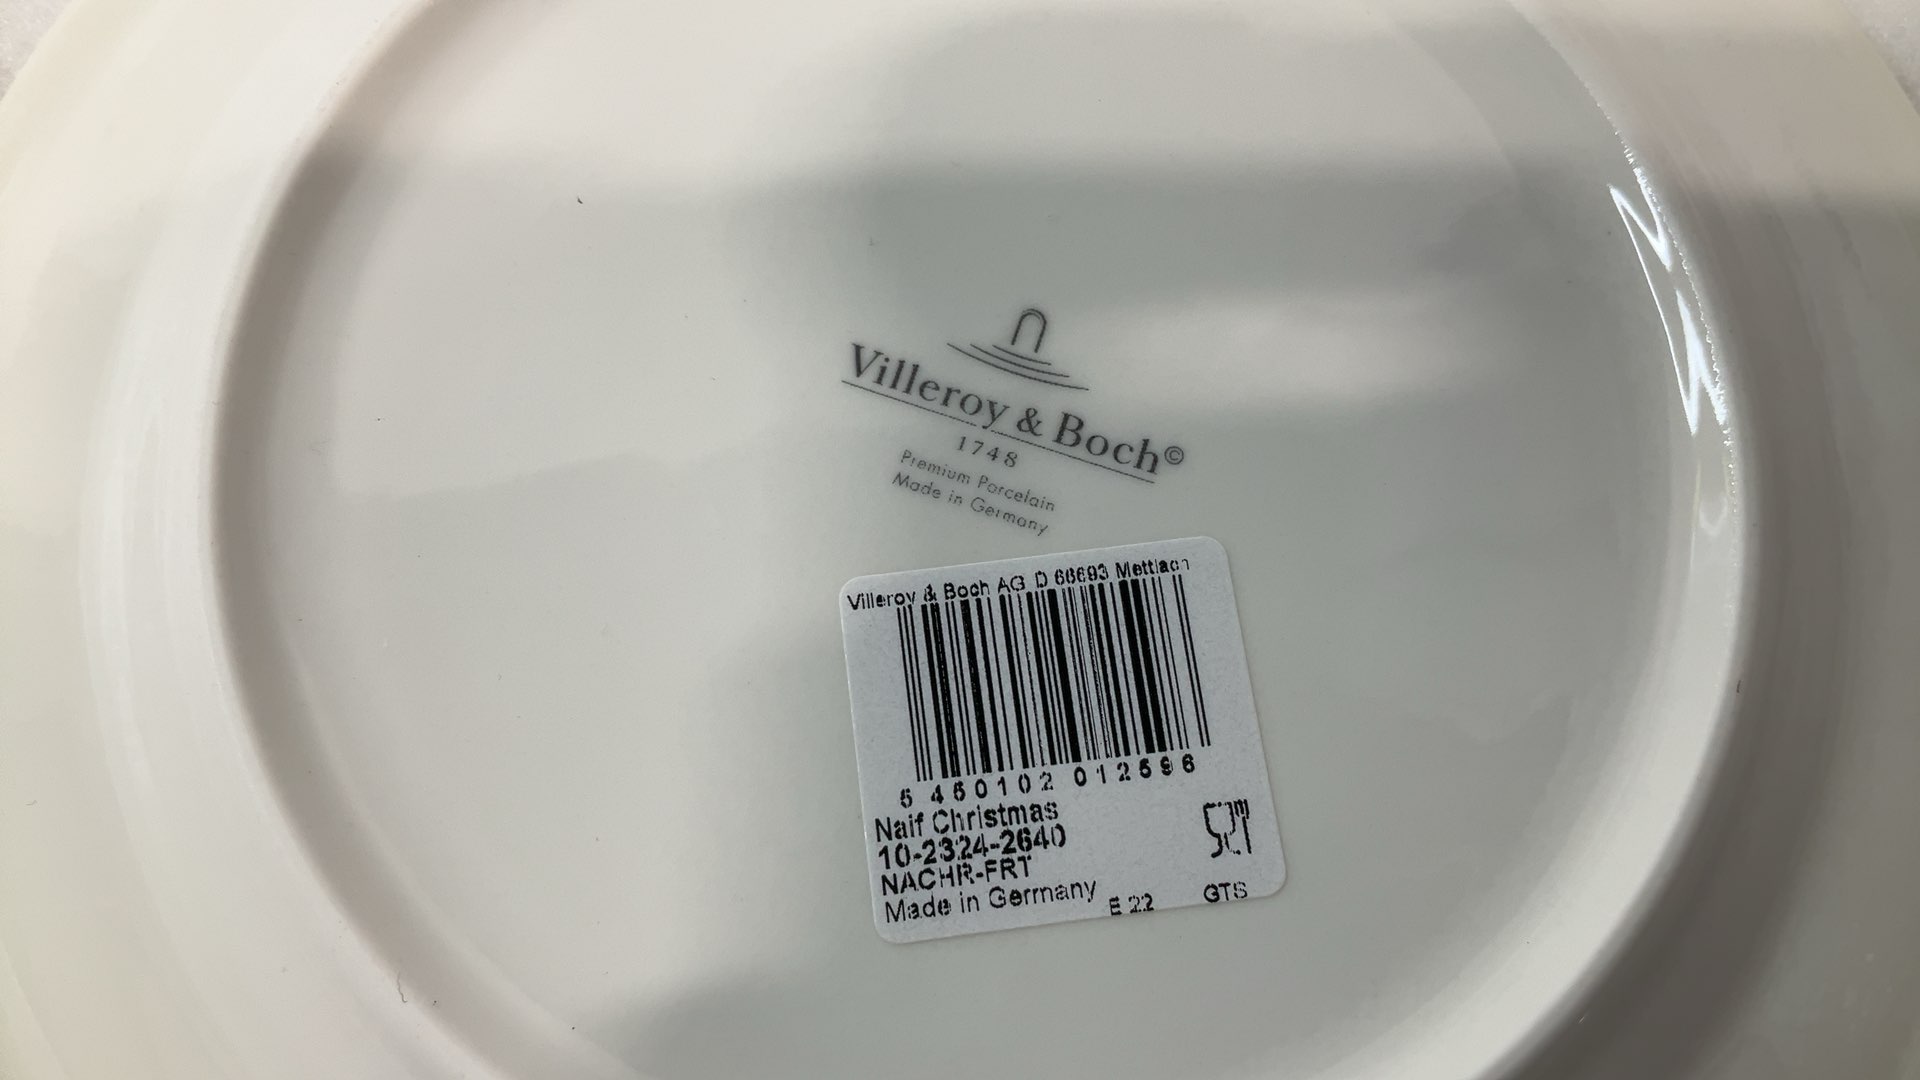 Villeroy & Boch©
1748
Premium Porcelain
Made in Germany
Villeroy & Boch AG D 66693 Mettlach
5 450102 012596
Naif Christmas
10-2324-2640
NACHR-FRT
Made in Germany E 22 GTS